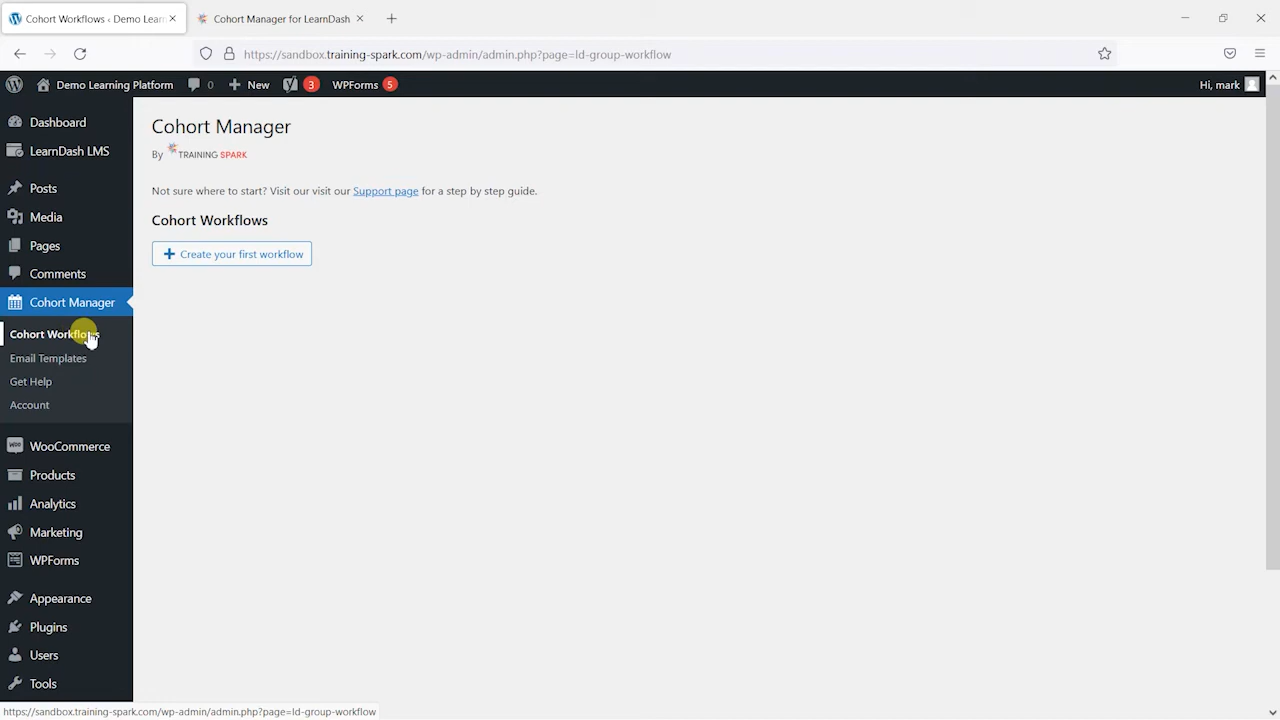 Cohort Workflows ‹ Demo Learn
Cohort Manager for LearnDash
https://sandbox.training-spark.com/wp-admin/admin.php?page=ld-group-workflow
Demo Learning Platform
0
New
3
WPForms
5
Hi, mark
Dashboard
LearnDash LMS
Posts
Media
Pages
Comments
Cohort Manager
Cohort Workflows
Email Templates
Get Help
Account
WooCommerce
Products
Analytics
Marketing
WPForms
Appearance
Plugins
Users
Tools
Cohort Manager
By TRAINING SPARK
Not sure where to start? Visit our visit our Support page for a step by step guide.
Cohort Workflows
Create your first workflow
https://sandbox.training-spark.com/wp-admin/admin.php?page=ld-group-workflow